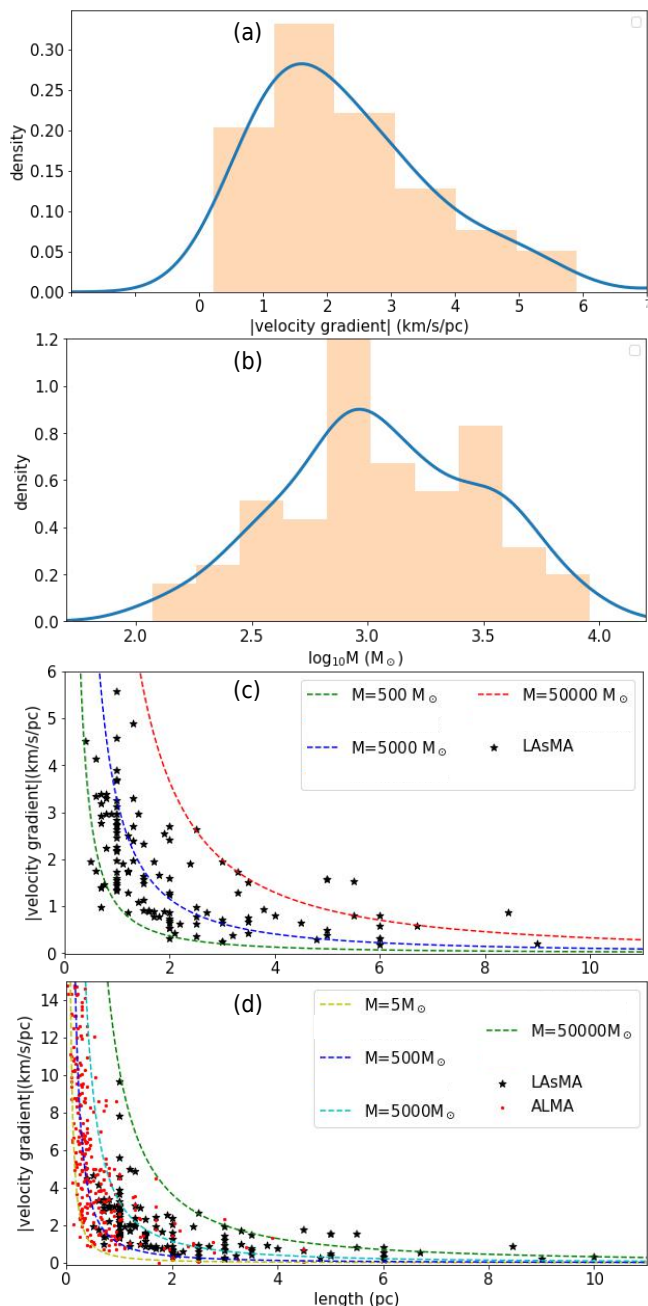 (a)
0.30
0.25
0.20
0.15
0.10
0.05
0.00
density
0 1 2 3 4 5 6 7
|velocity gradient| (km/s/pc)
(b)
1.2
1.0
0.8
0.6
0.4
0.2
0.0
density
2.0 2.5 3.0 3.5 4.0
log₁₀M (M☉)
(c)
6
5
4
3
2
1
0
|velocity gradient|(km/s/pc)
M=500 M☉
M=50000 M☉
M=5000 M☉
LAsMA
0 2 4 6 8 10
(d)
14
12
10
8
6
4
2
0
|velocity gradient|(km/s/pc)
M=5M☉
M=50000M☉
M=500M☉
LAsMA
M=5000M☉
ALMA
0 2 4 6 8 10
length (pc)